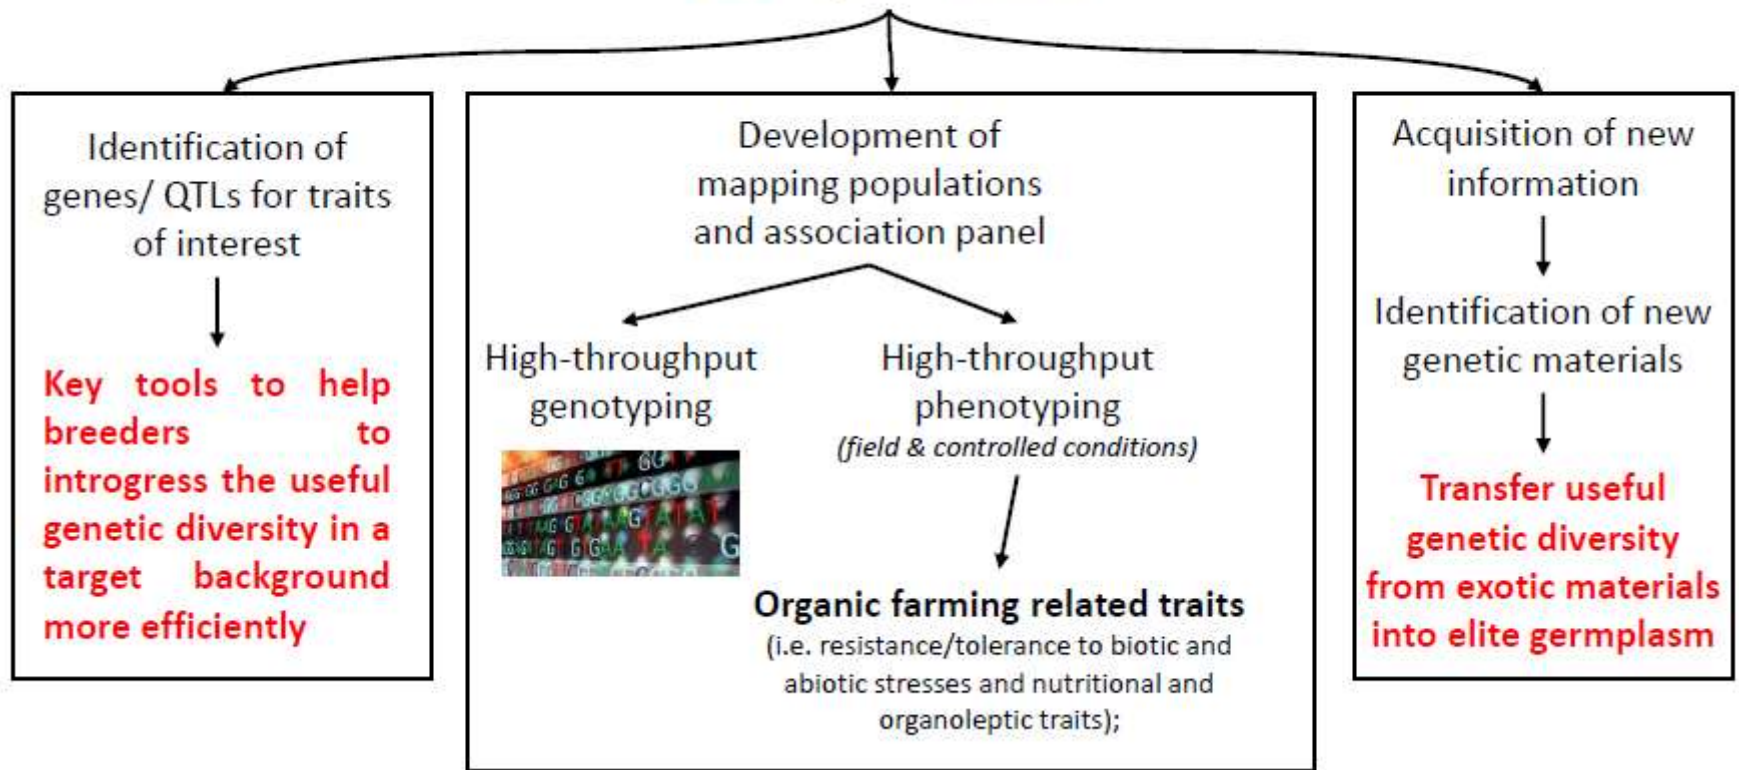 Identification of
genes/ QTLs for traits
of interest
Key tools to help
breeders to
introgress the useful
genetic diversity in a
target background
more efficiently
Development of
mapping populations
and association panel
High-throughput
genotyping
High-throughput
phenotyping
(field & controlled conditions)
Organic farming related traits
(i.e. resistance/tolerance to biotic and
abiotic stresses and nutritional and
organoleptic traits);
Acquisition of new
information
Identification of new
genetic materials
Transfer useful
genetic diversity
from exotic materials
into elite germplasm